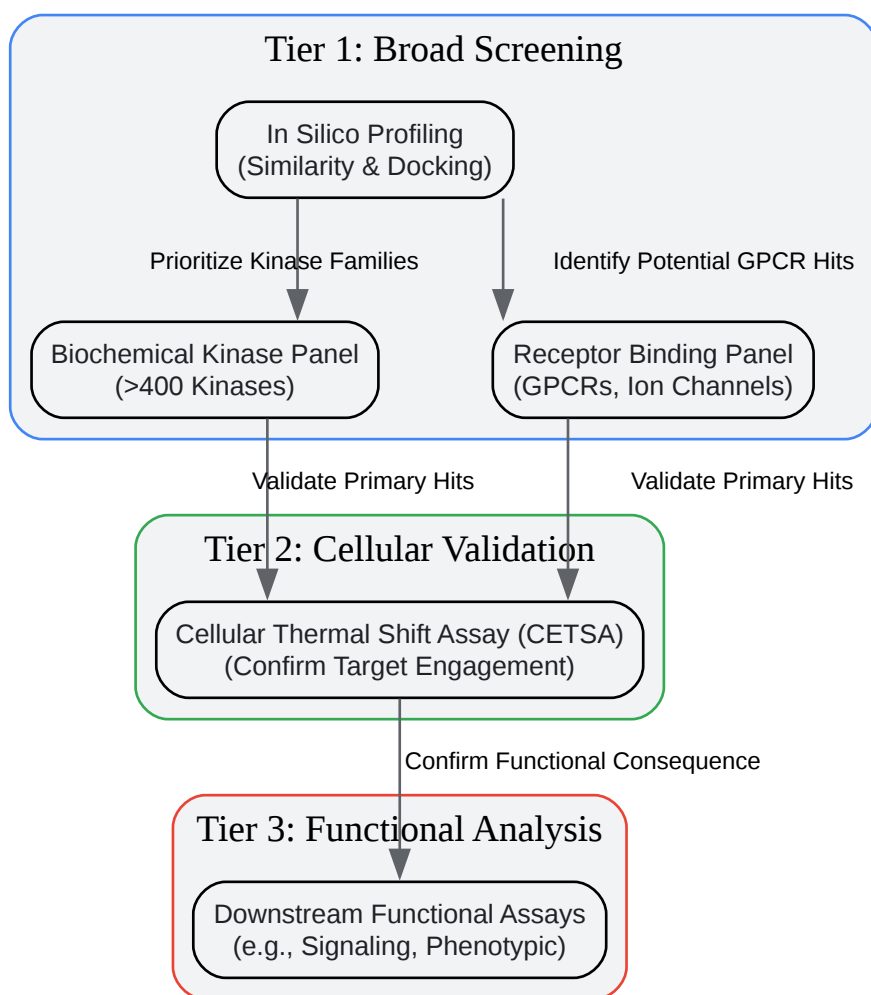 Tier 1: Broad Screening
In Silico Profiling
(Similarity & Docking)
Prioritize Kinase Families
Identify Potential GPCR Hits
Biochemical Kinase Panel
(>400 Kinases)
Receptor Binding Panel
(GPCRs, Ion Channels)
Validate Primary Hits
Validate Primary Hits
Tier 2: Cellular Validation
Cellular Thermal Shift Assay (CETSA)
(Confirm Target Engagement)
Confirm Functional Consequence
Tier 3: Functional Analysis
Downstream Functional Assays
(e.g., Signaling, Phenotypic)